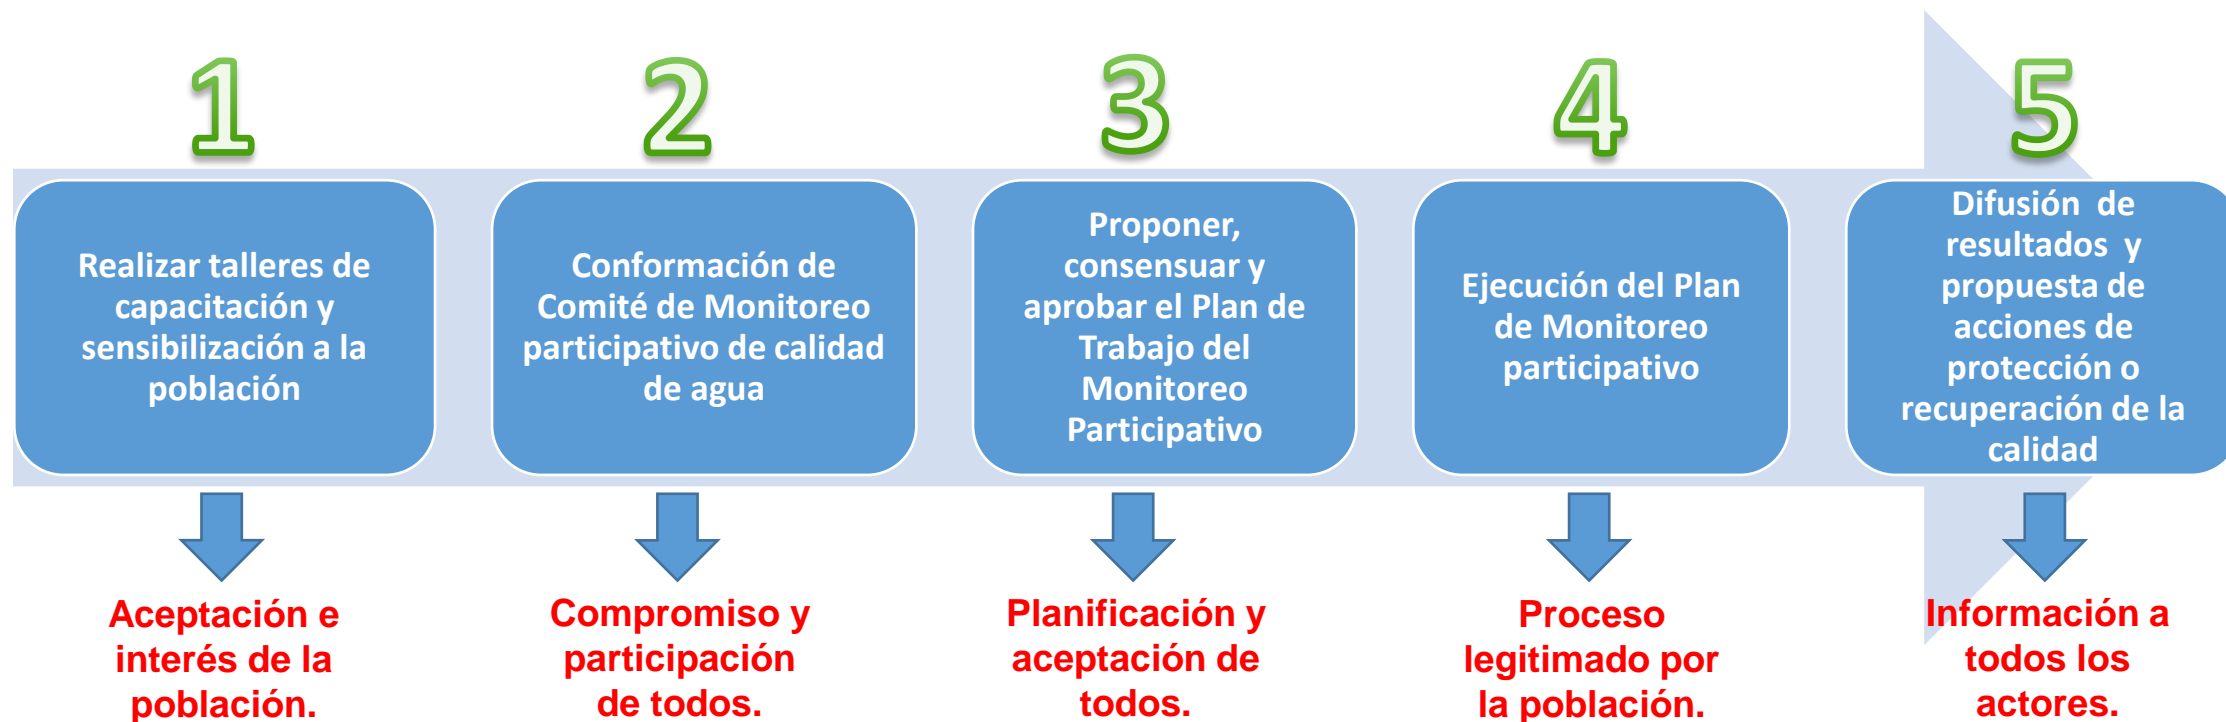 1
Realizar talleres de
capacitación y
sensibilización a la
población
Aceptación e
interés de la
población.
2
Conformación de
Comité de Monitoreo
participativo de calidad
de agua
Compromiso y
participación
de todos.
3
Proponer,
consensuar y
aprobar el Plan de
Trabajo del
Monitoreo
Participativo
Planificación y
aceptación de
todos.
4
Ejecución del Plan
de Monitoreo
participativo
Proceso
legitimado por
la población.
5
Difusión de
resultados y
propuesta de
acciones de
protección o
recuperación de la
calidad
Información a
todos los
actores.